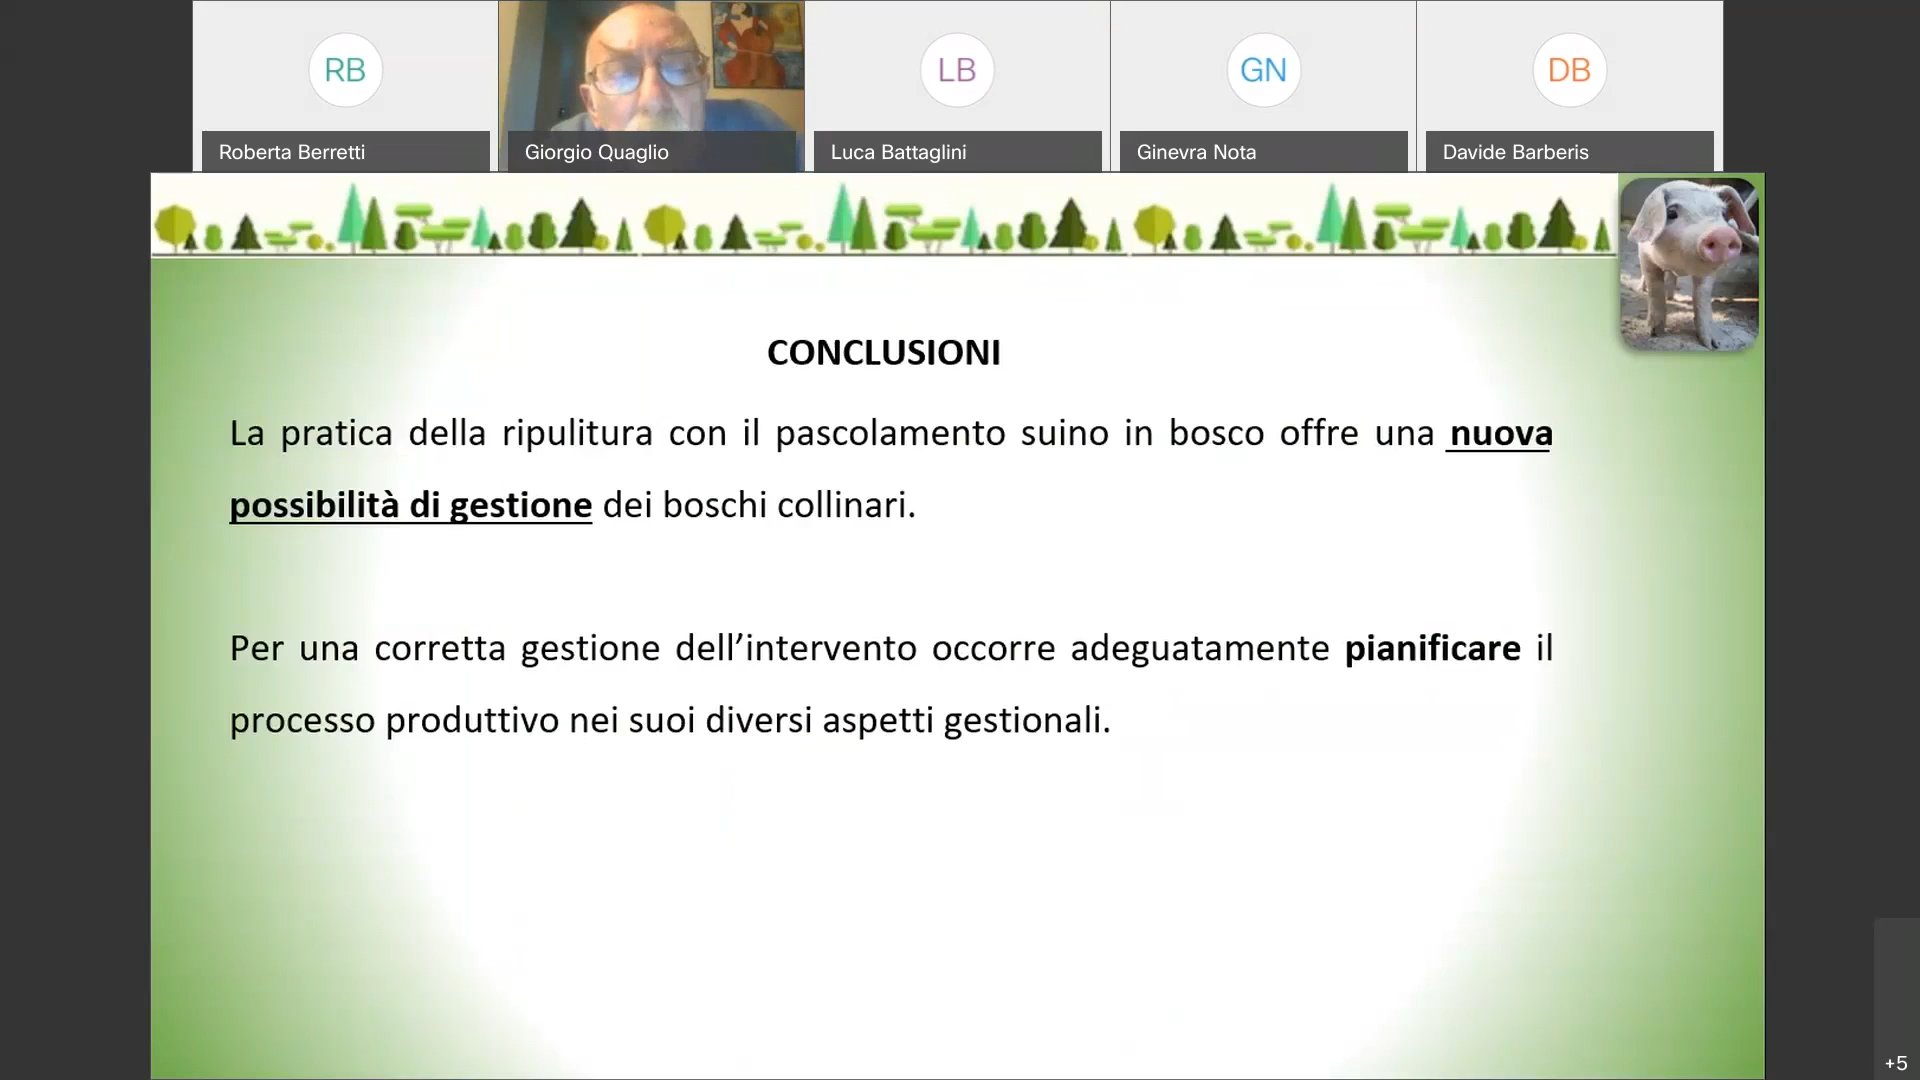 RB
LB
GN
DB
Roberta Berretti
Giorgio Quaglio
Luca Battaglini
Ginevra Nota
Davide Barberis
CONCLUSIONI
La pratica della ripulitura con il pascolamento suino in bosco offre una nuova
possibilità di gestione dei boschi collinari.
Per una corretta gestione dell’intervento occorre adeguatamente pianificare il
processo produttivo nei suoi diversi aspetti gestionali.
+5